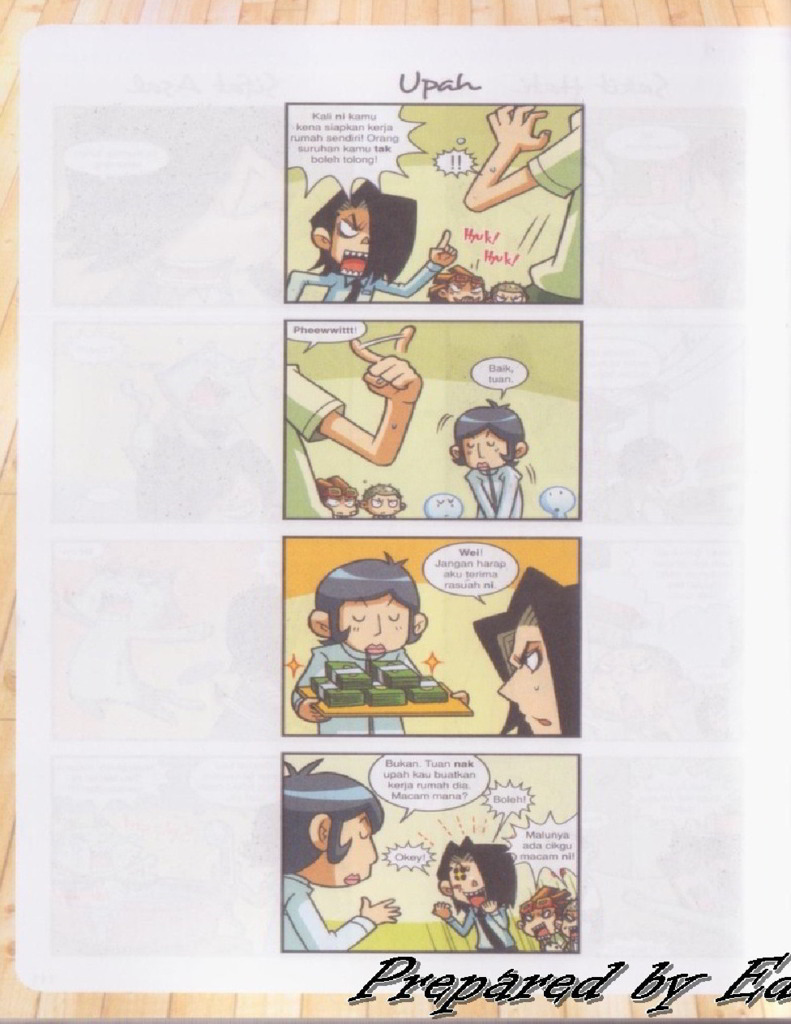 Upah
Kali ni kamu
kena siapkan kerja
rumah sendiri! Orang
suruhan kamu tak
boleh tolong!
!!
Hyuk!
Hyuk!
Pheewwittt!
Baik,
tuan.
Wei!
Jangan harap
aku terima
rasuah ni.
Bukan. Tuan nak
upah kau buatkan
kerja rumah dia.
Macam mana?
Boleh!
Okey!
Malunya
ada cikgu
macam ni!
Prepared by Ed